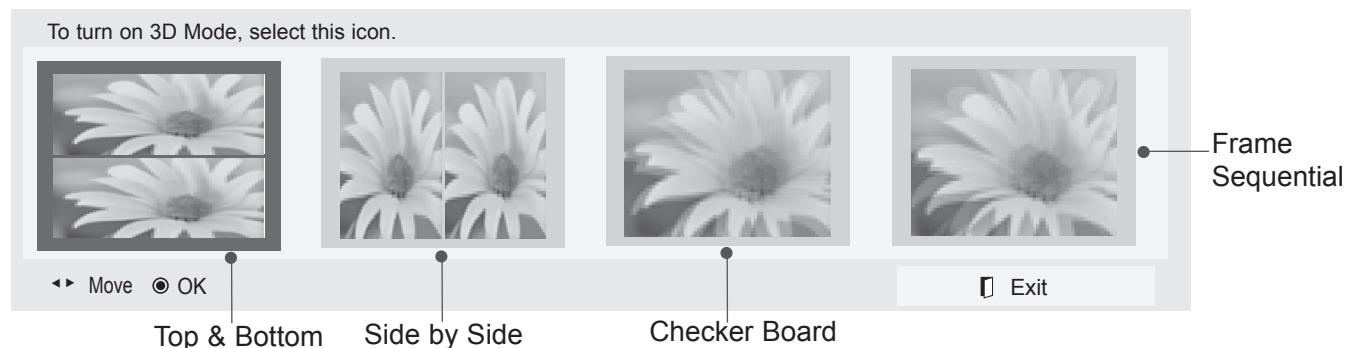 To turn on 3D Mode, select this icon.
Frame
Sequential
Move OK
Exit
Top & Bottom
Side by Side
Checker Board